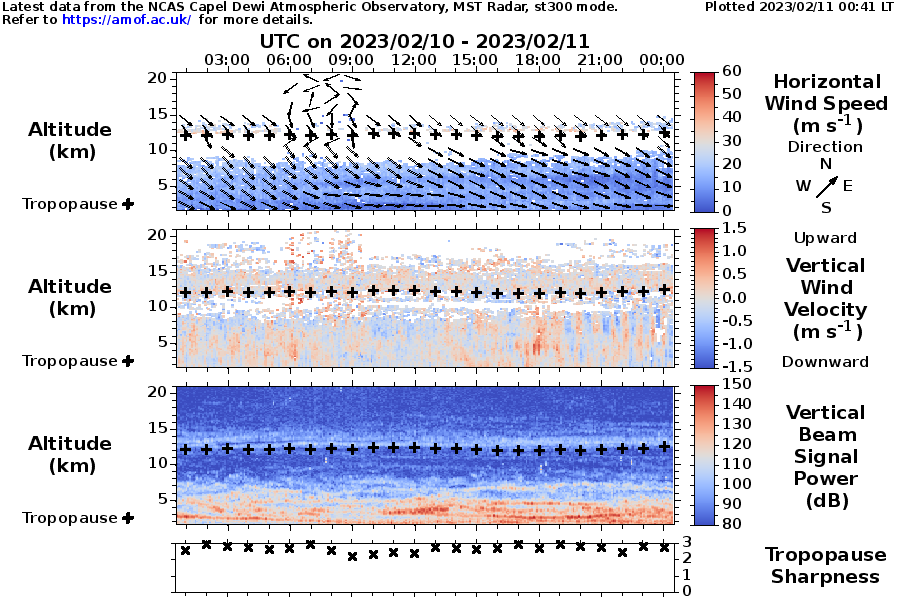 Latest data from the NCAS Capel Dewi Atmospheric Observatory, MST Radar, st300 mode.
Plotted 2023/02/11 00:41 LT
Refer to https://amof.ac.uk/ for more details.
UTC on 2023/02/10 - 2023/02/11
03:00 06:00 09:00 12:00 15:00 18:00 21:00 00:00
20
15
10
5
Altitude
(km)
Tropopause
60
50
40
30
20
10
0
Horizontal
Wind Speed
(m s-1)
Direction
N
W E
S
20
15
10
5
Altitude
(km)
Tropopause
1.5
1.0
0.5
0.0
-0.5
-1.0
-1.5
Upward
Vertical
Wind
Velocity
(m s-1)
Downward
20
15
10
5
Altitude
(km)
Tropopause
150
140
130
120
110
100
90
80
Vertical
Beam
Signal
Power
(dB)
3
2
1
0
Tropopause
Sharpness